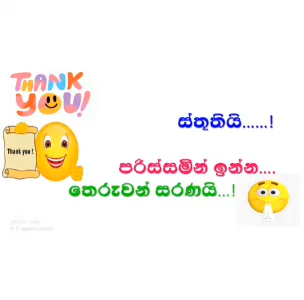 THANK
YOU!
Thank you !
ස්තූතියි......!
පරිස්සමින් ඉන්න....
තෙරුවන් සරණයි...!